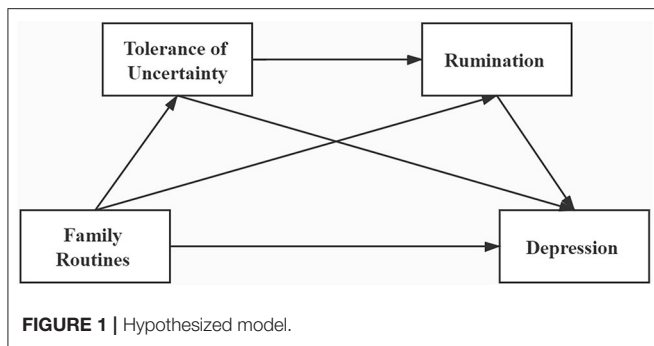 Tolerance of
Uncertainty
Rumination
Family
Routines
Depression
FIGURE 1 | Hypothesized model.